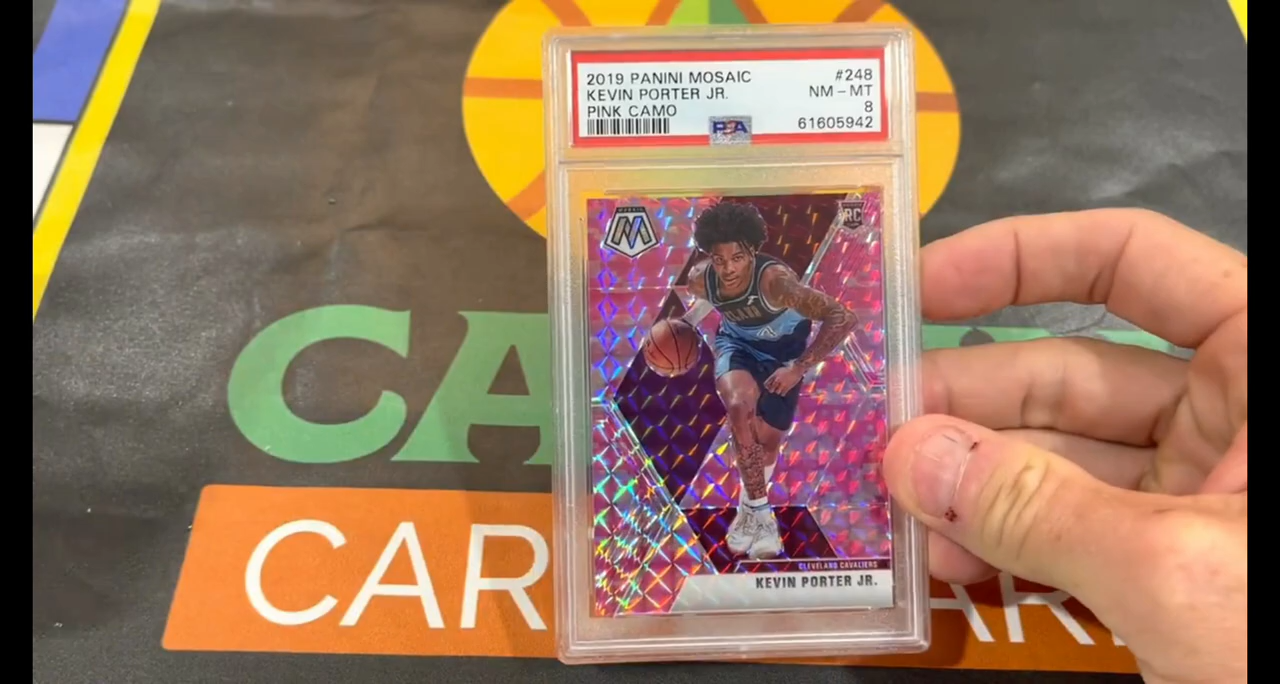 2019 PANINI MOSAIC #248
KEVIN PORTER JR. NM - MT
PINK CAMO 8
PSA 61605942
MOSAIC
M
RC
CLEVELAND CAVALIERS
KEVIN PORTER JR.
CA
CAR